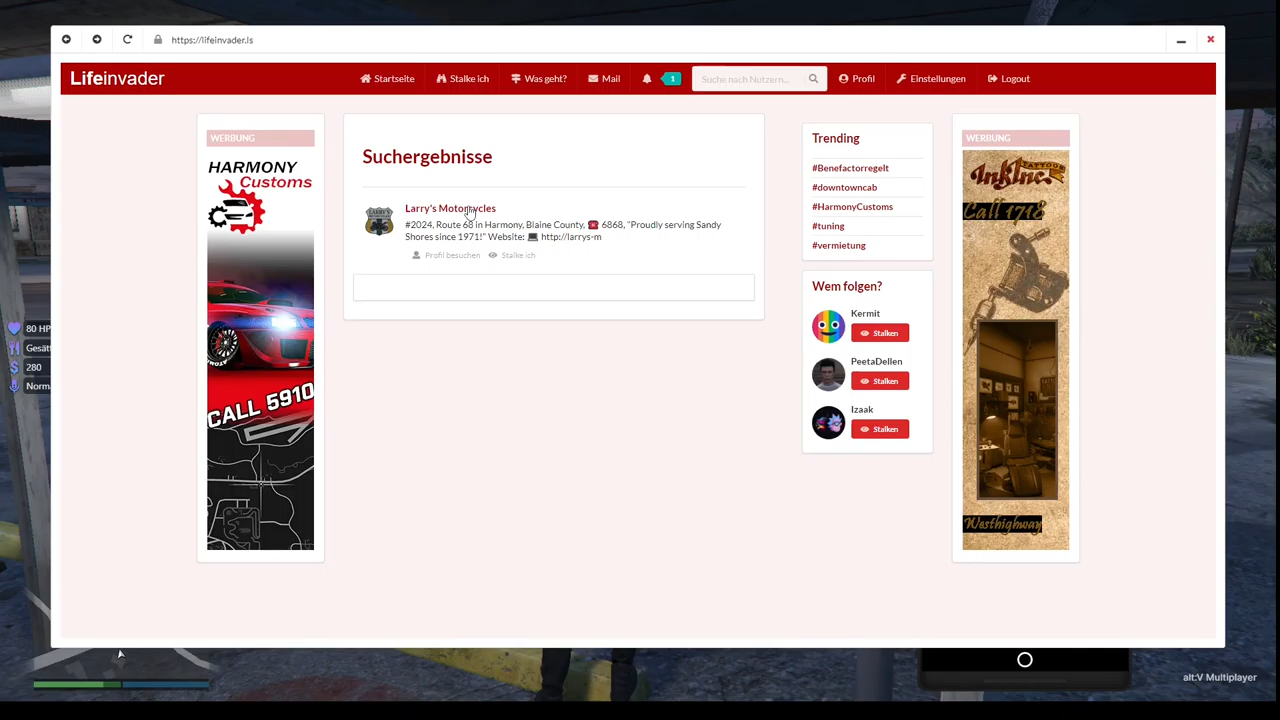 https://lifeinvader.ls
Lifeinvader
Startseite
Stalke ich
Was geht?
Mail
1
Suche nach Nutzern...
Profil
Einstellungen
Logout
WERBUNG
HARMONY
Customs
CALL 5910
Suchergebnisse
Larry's Motorcycles
#2024, Route 68 in Harmony, Blaine County, ☎️ 6868, "Proudly serving Sandy
Shores since 1971!" Website: 💻 http://larrys-m
Profil besuchen
Stalke ich
Trending
#Benefactorregelt
#downtowncab
#HarmonyCustoms
#tuning
#vermietung
Wem folgen?
Kermit
Stalken
PeetaDellen
Stalken
Izaak
Stalken
WERBUNG
InkInc.
TATTOOS
Call 1718
Westhighway
80 HP
Gesätt
280
Norma
alt:V Multiplayer